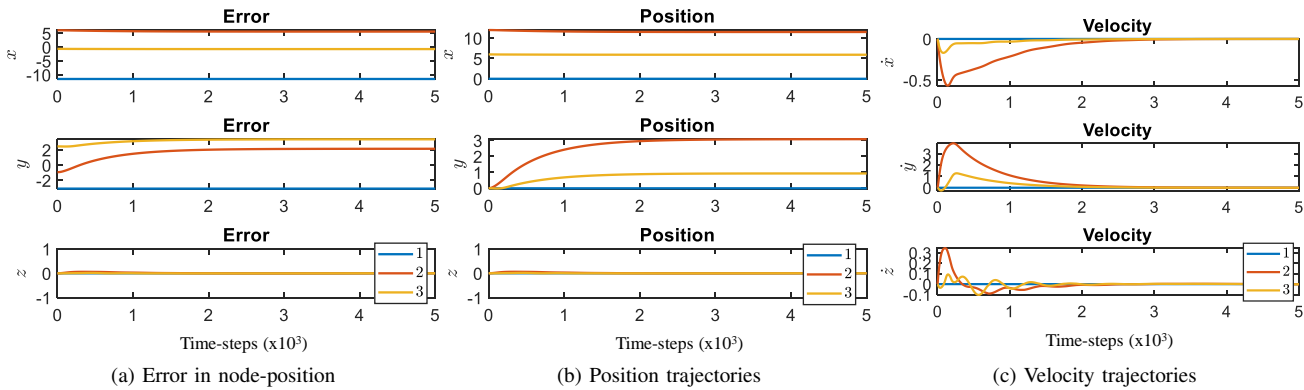 Error
x
5
0
-5
-10
0 1 2 3 4 5
Error
y
2
0
-2
0 1 2 3 4 5
Error
z
1
0
-1
0 1 2 3 4 5
1
2
3
Time-steps (x10³)
(a) Error in node-position
Position
x
10
5
0
0 1 2 3 4 5
Position
y
3
2
1
0
0 1 2 3 4 5
Position
z
1
0
-1
0 1 2 3 4 5
1
2
3
Time-steps (x10³)
(b) Position trajectories
Velocity
ẋ
0
-0.5
0 1 2 3 4 5
Velocity
ẏ
3
2
1
0
0 1 2 3 4 5
Velocity
ż
0.3
0.2
0.1
0
-0.1
0 1 2 3 4 5
1
2
3
Time-steps (x10³)
(c) Velocity trajectories